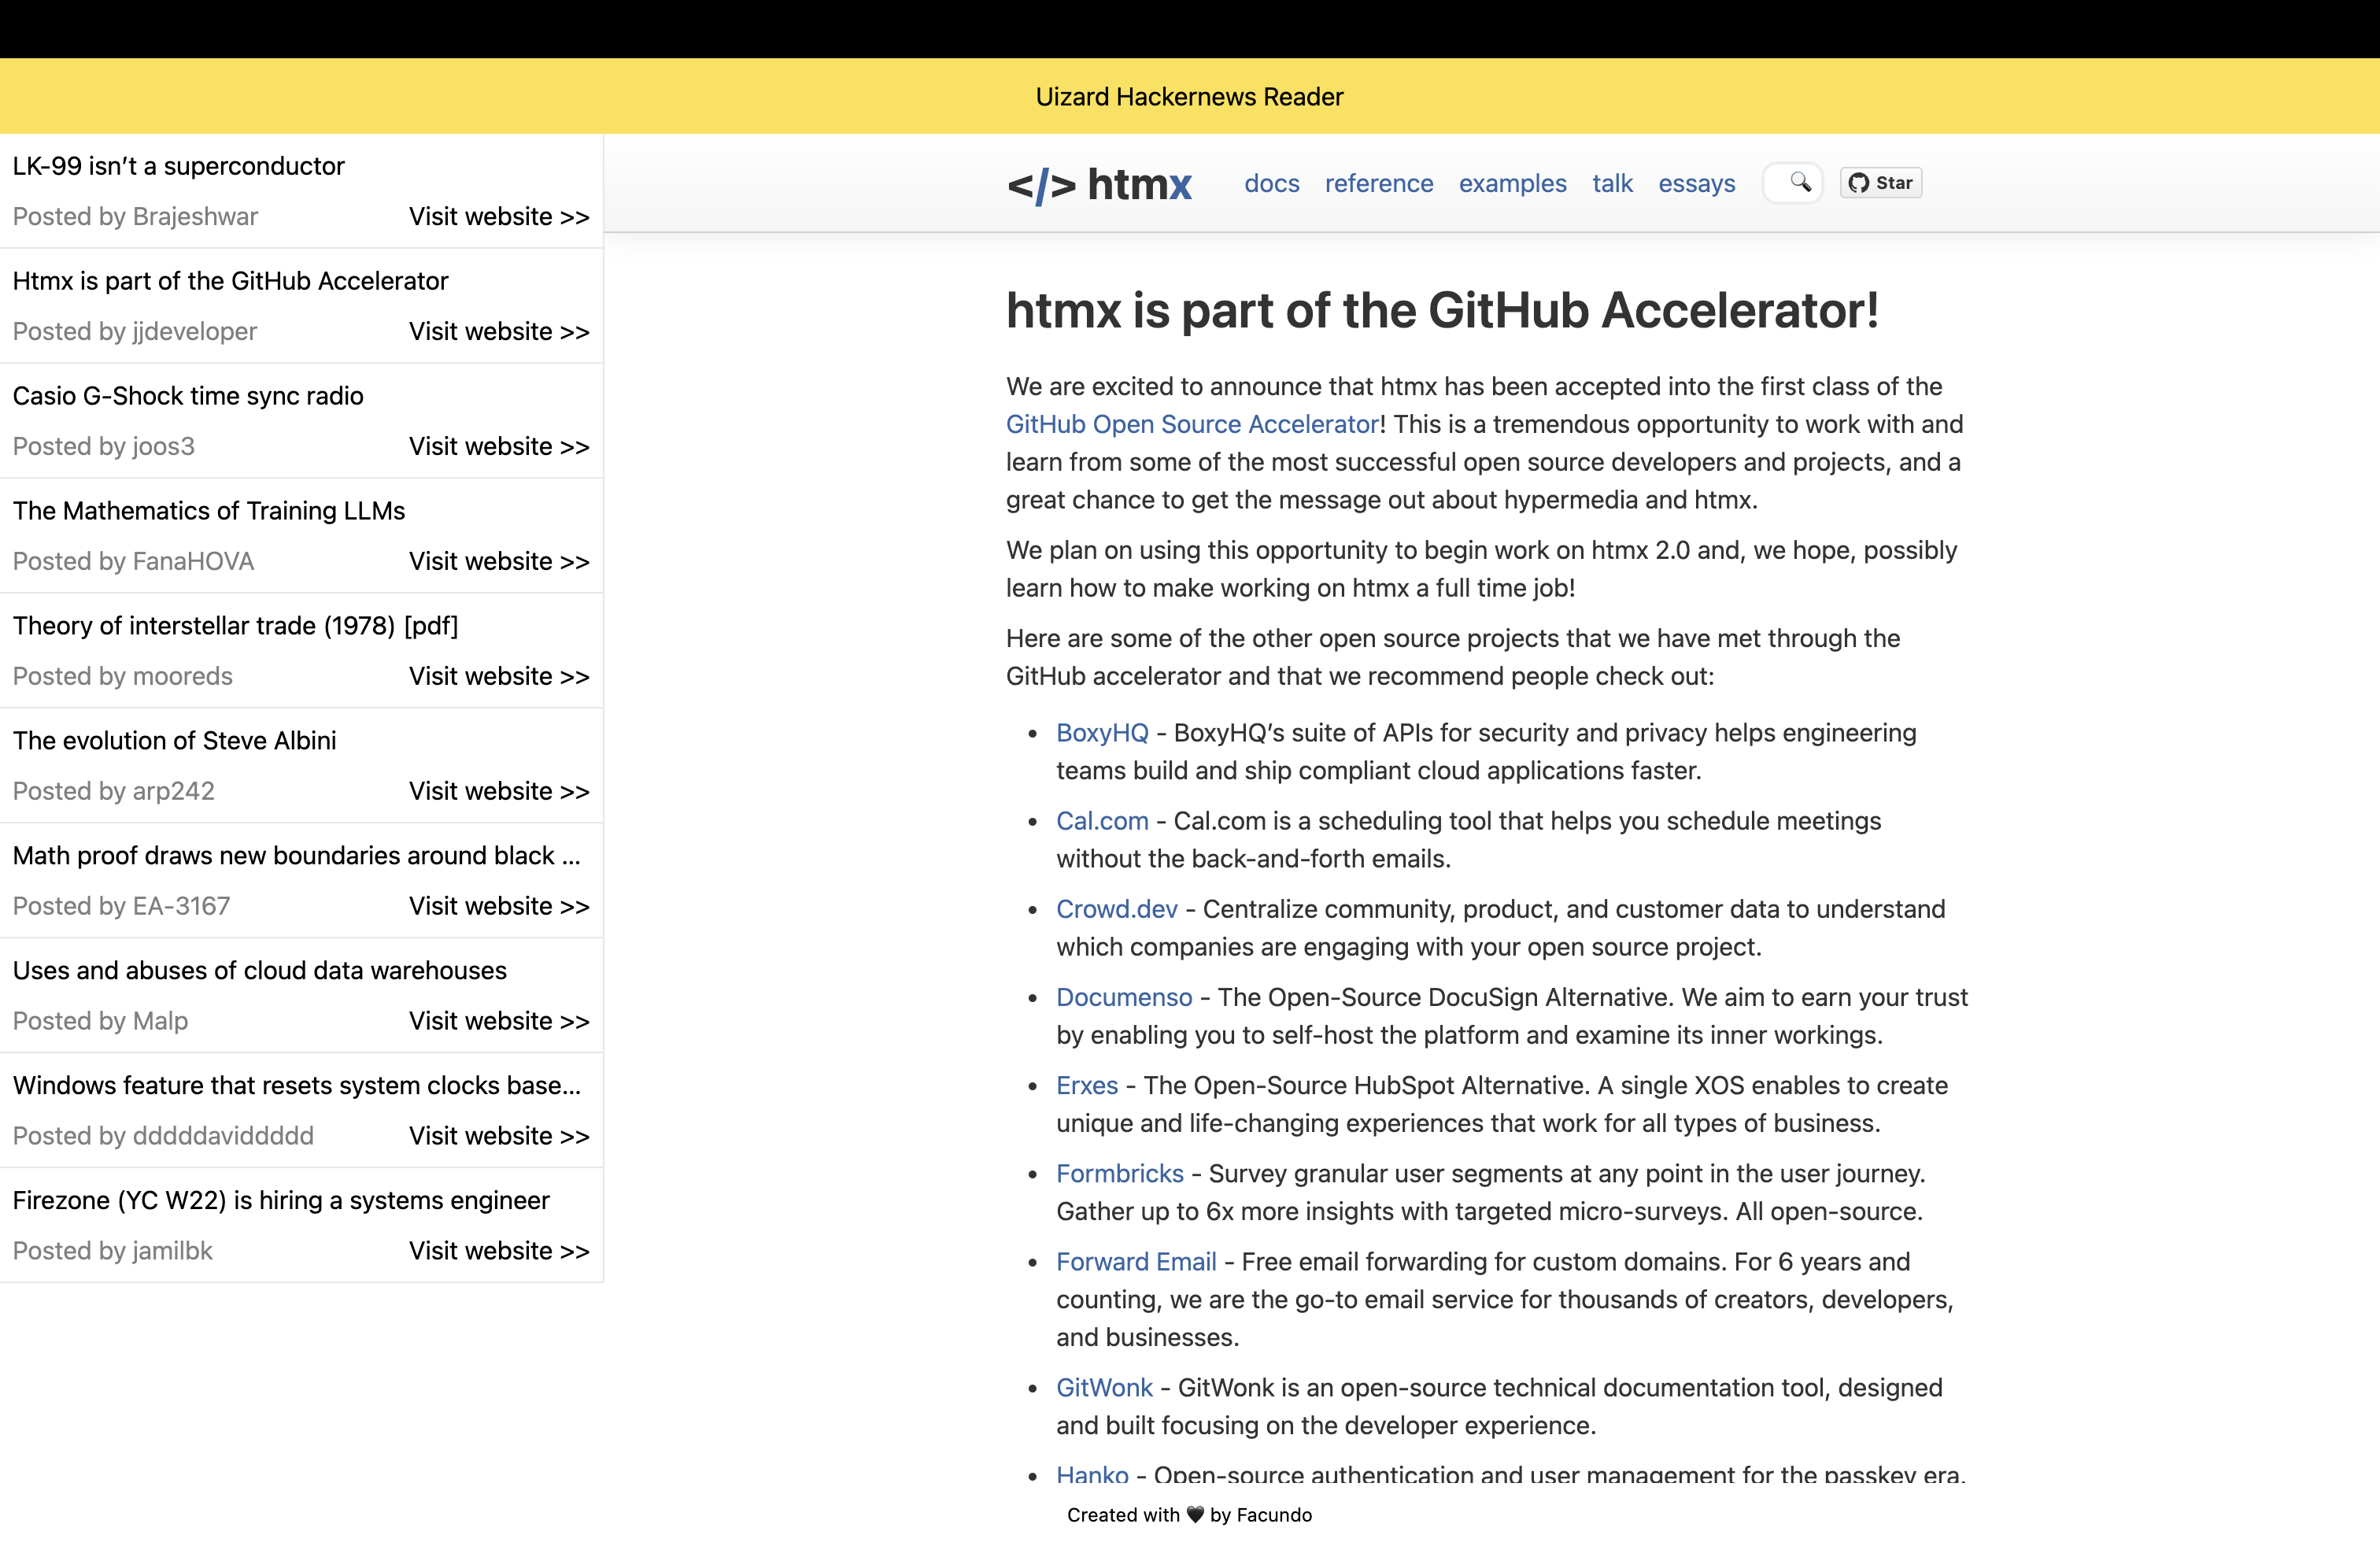 Uizard Hackernews Reader
LK-99 isn’t a superconductor
Posted by Brajeshwar Visit website >>
Htmx is part of the GitHub Accelerator
Posted by jjdeveloper Visit website >>
Casio G-Shock time sync radio
Posted by joos3 Visit website >>
The Mathematics of Training LLMs
Posted by FanaHOVA Visit website >>
Theory of interstellar trade (1978) [pdf]
Posted by mooreds Visit website >>
The evolution of Steve Albini
Posted by arp242 Visit website >>
Math proof draws new boundaries around black ...
Posted by EA-3167 Visit website >>
Uses and abuses of cloud data warehouses
Posted by Malp Visit website >>
Windows feature that resets system clocks base...
Posted by dddddaviddddd Visit website >>
Firezone (YC W22) is hiring a systems engineer
Posted by jamilbk Visit website >>
</> htmx docs reference examples talk essays Star
htmx is part of the GitHub Accelerator!
We are excited to announce that htmx has been accepted into the first class of the
GitHub Open Source Accelerator! This is a tremendous opportunity to work with and
learn from some of the most successful open source developers and projects, and a
great chance to get the message out about hypermedia and htmx.
We plan on using this opportunity to begin work on htmx 2.0 and, we hope, possibly
learn how to make working on htmx a full time job!
Here are some of the other open source projects that we have met through the
GitHub accelerator and that we recommend people check out:
• BoxyHQ - BoxyHQ’s suite of APIs for security and privacy helps engineering
teams build and ship compliant cloud applications faster.
• Cal.com - Cal.com is a scheduling tool that helps you schedule meetings
without the back-and-forth emails.
• Crowd.dev - Centralize community, product, and customer data to understand
which companies are engaging with your open source project.
• Documenso - The Open-Source DocuSign Alternative. We aim to earn your trust
by enabling you to self-host the platform and examine its inner workings.
• Erxes - The Open-Source HubSpot Alternative. A single XOS enables to create
unique and life-changing experiences that work for all types of business.
• Formbricks - Survey granular user segments at any point in the user journey.
Gather up to 6x more insights with targeted micro-surveys. All open-source.
• Forward Email - Free email forwarding for custom domains. For 6 years and
counting, we are the go-to email service for thousands of creators, developers,
and businesses.
• GitWonk - GitWonk is an open-source technical documentation tool, designed
and built focusing on the developer experience.
• Hanko - Open-source authentication and user management for the passkey era.
Created with 🖤 by Facundo